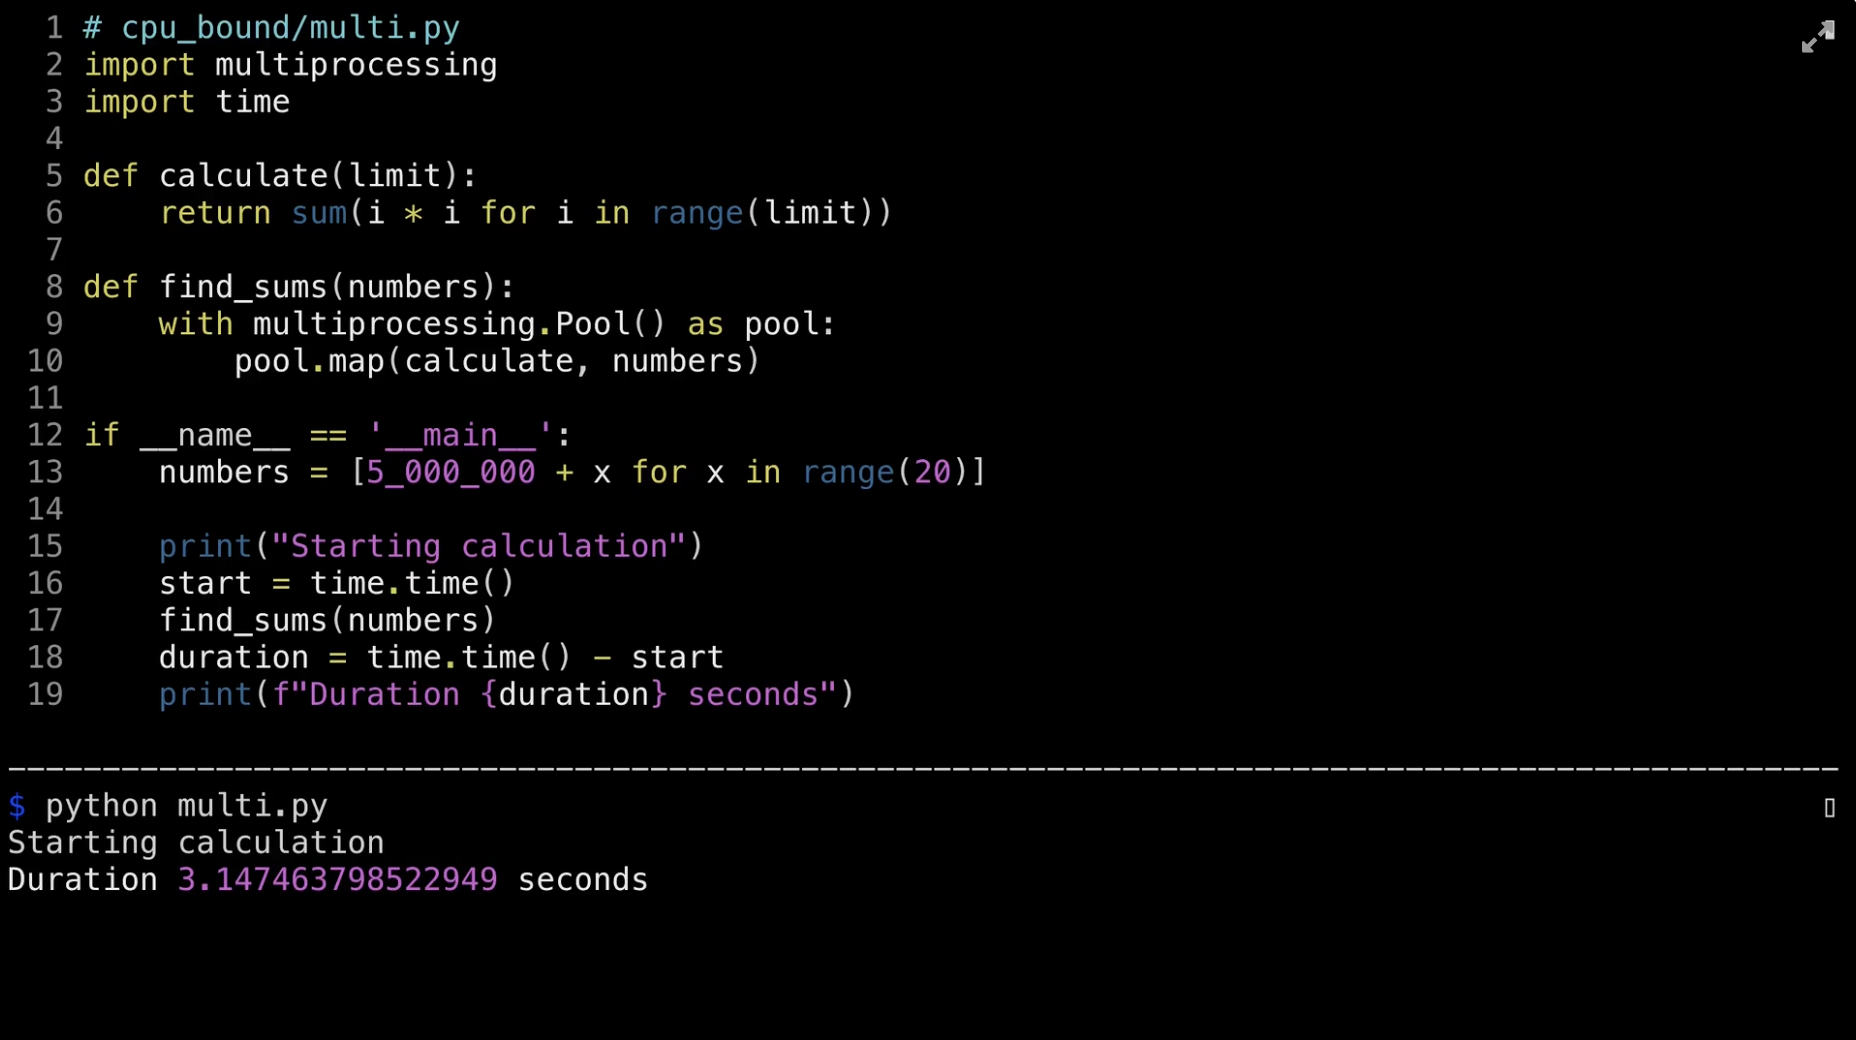 1 # cpu_bound/multi.py
2 import multiprocessing
3 import time
4
5 def calculate(limit):
6     return sum(i * i for i in range(limit))
7
8 def find_sums(numbers):
9     with multiprocessing.Pool() as pool:
10         pool.map(calculate, numbers)
11
12 if __name__ == '__main__':
13     numbers = [5_000_000 + x for x in range(20)]
14
15     print("Starting calculation")
16     start = time.time()
17     find_sums(numbers)
18     duration = time.time() - start
19     print(f"Duration {duration} seconds")
$ python multi.py
Starting calculation
Duration 3.147463798522949 seconds